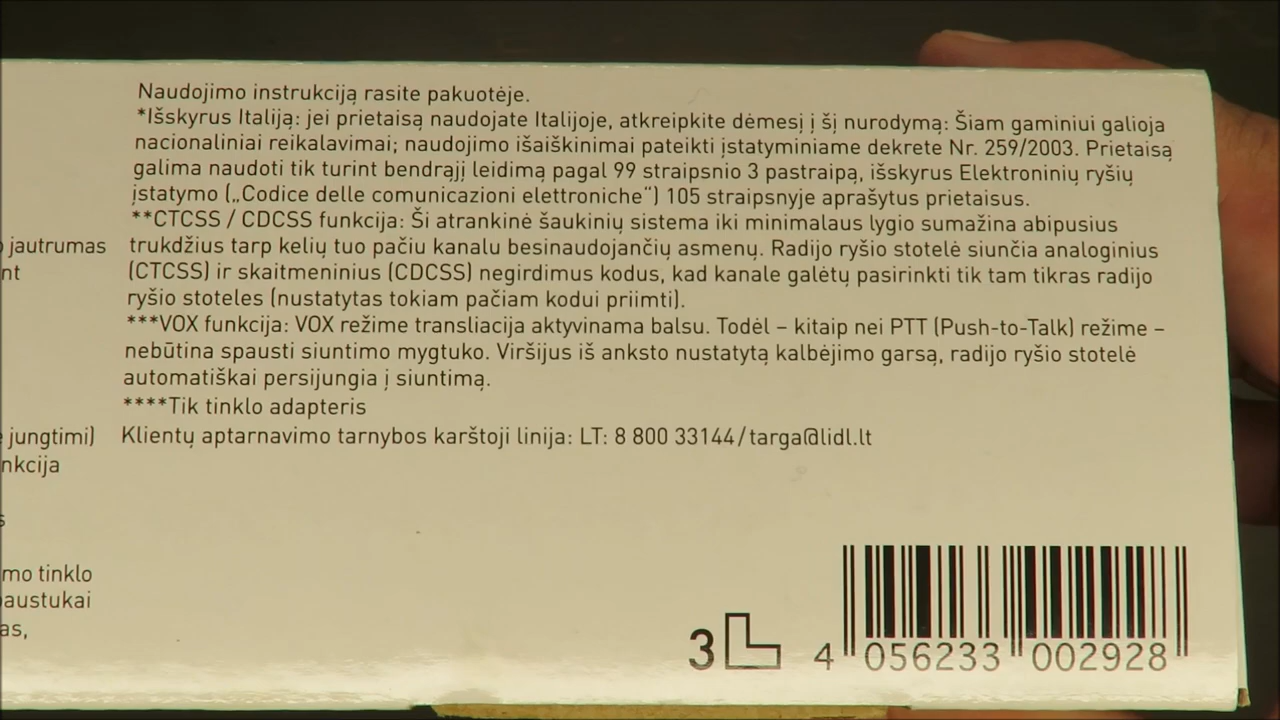 Naudojimo instrukciją rasite pakuotėje.
*Išskyrus Italiją: jei prietaisą naudojate Italijoje, atkreipkite dėmesį į šį nurodymą: Šiam gaminiui galioja
nacionaliniai reikalavimai; naudojimo išaiškinimai pateikti įstatyminiame dekrete Nr. 259/2003. Prietaisą
galima naudoti tik turint bendrąjį leidimą pagal 99 straipsnio 3 pastraipą, išskyrus Elektroninių ryšių
įstatymo („Codice delle comunicazioni elettroniche“) 105 straipsnyje aprašytus prietaisus.
**CTCSS / CDCSS funkcija: Ši atrankinė šaukinių sistema iki minimalaus lygio sumažina abipusius
trukdžius tarp kelių tuo pačiu kanalu besinaudojančių asmenų. Radijo ryšio stotelė siunčia analoginius
(CTCSS) ir skaitmeninius (CDCSS) negirdimus kodus, kad kanale galėtų pasirinkti tik tam tikras radijo
ryšio stoteles (nustatytas tokiam pačiam kodui priimti).
***VOX funkcija: VOX režime transliacija aktyvinama balsu. Todėl – kitaip nei PTT (Push-to-Talk) režime –
nebūtina spausti siuntimo mygtuko. Viršijus iš anksto nustatytą kalbėjimo garsą, radijo ryšio stotelė
automatiškai persijungia į siuntimą.
****Tik tinklo adapteris
Klientų aptarnavimo tarnybos karštoji linija: LT: 8 800 33144/targa@lidl.lt
jautrumas
nt
jungtimi)
nkcija
s
mo tinklo
paustukai
as,
3L
4 056233 002928